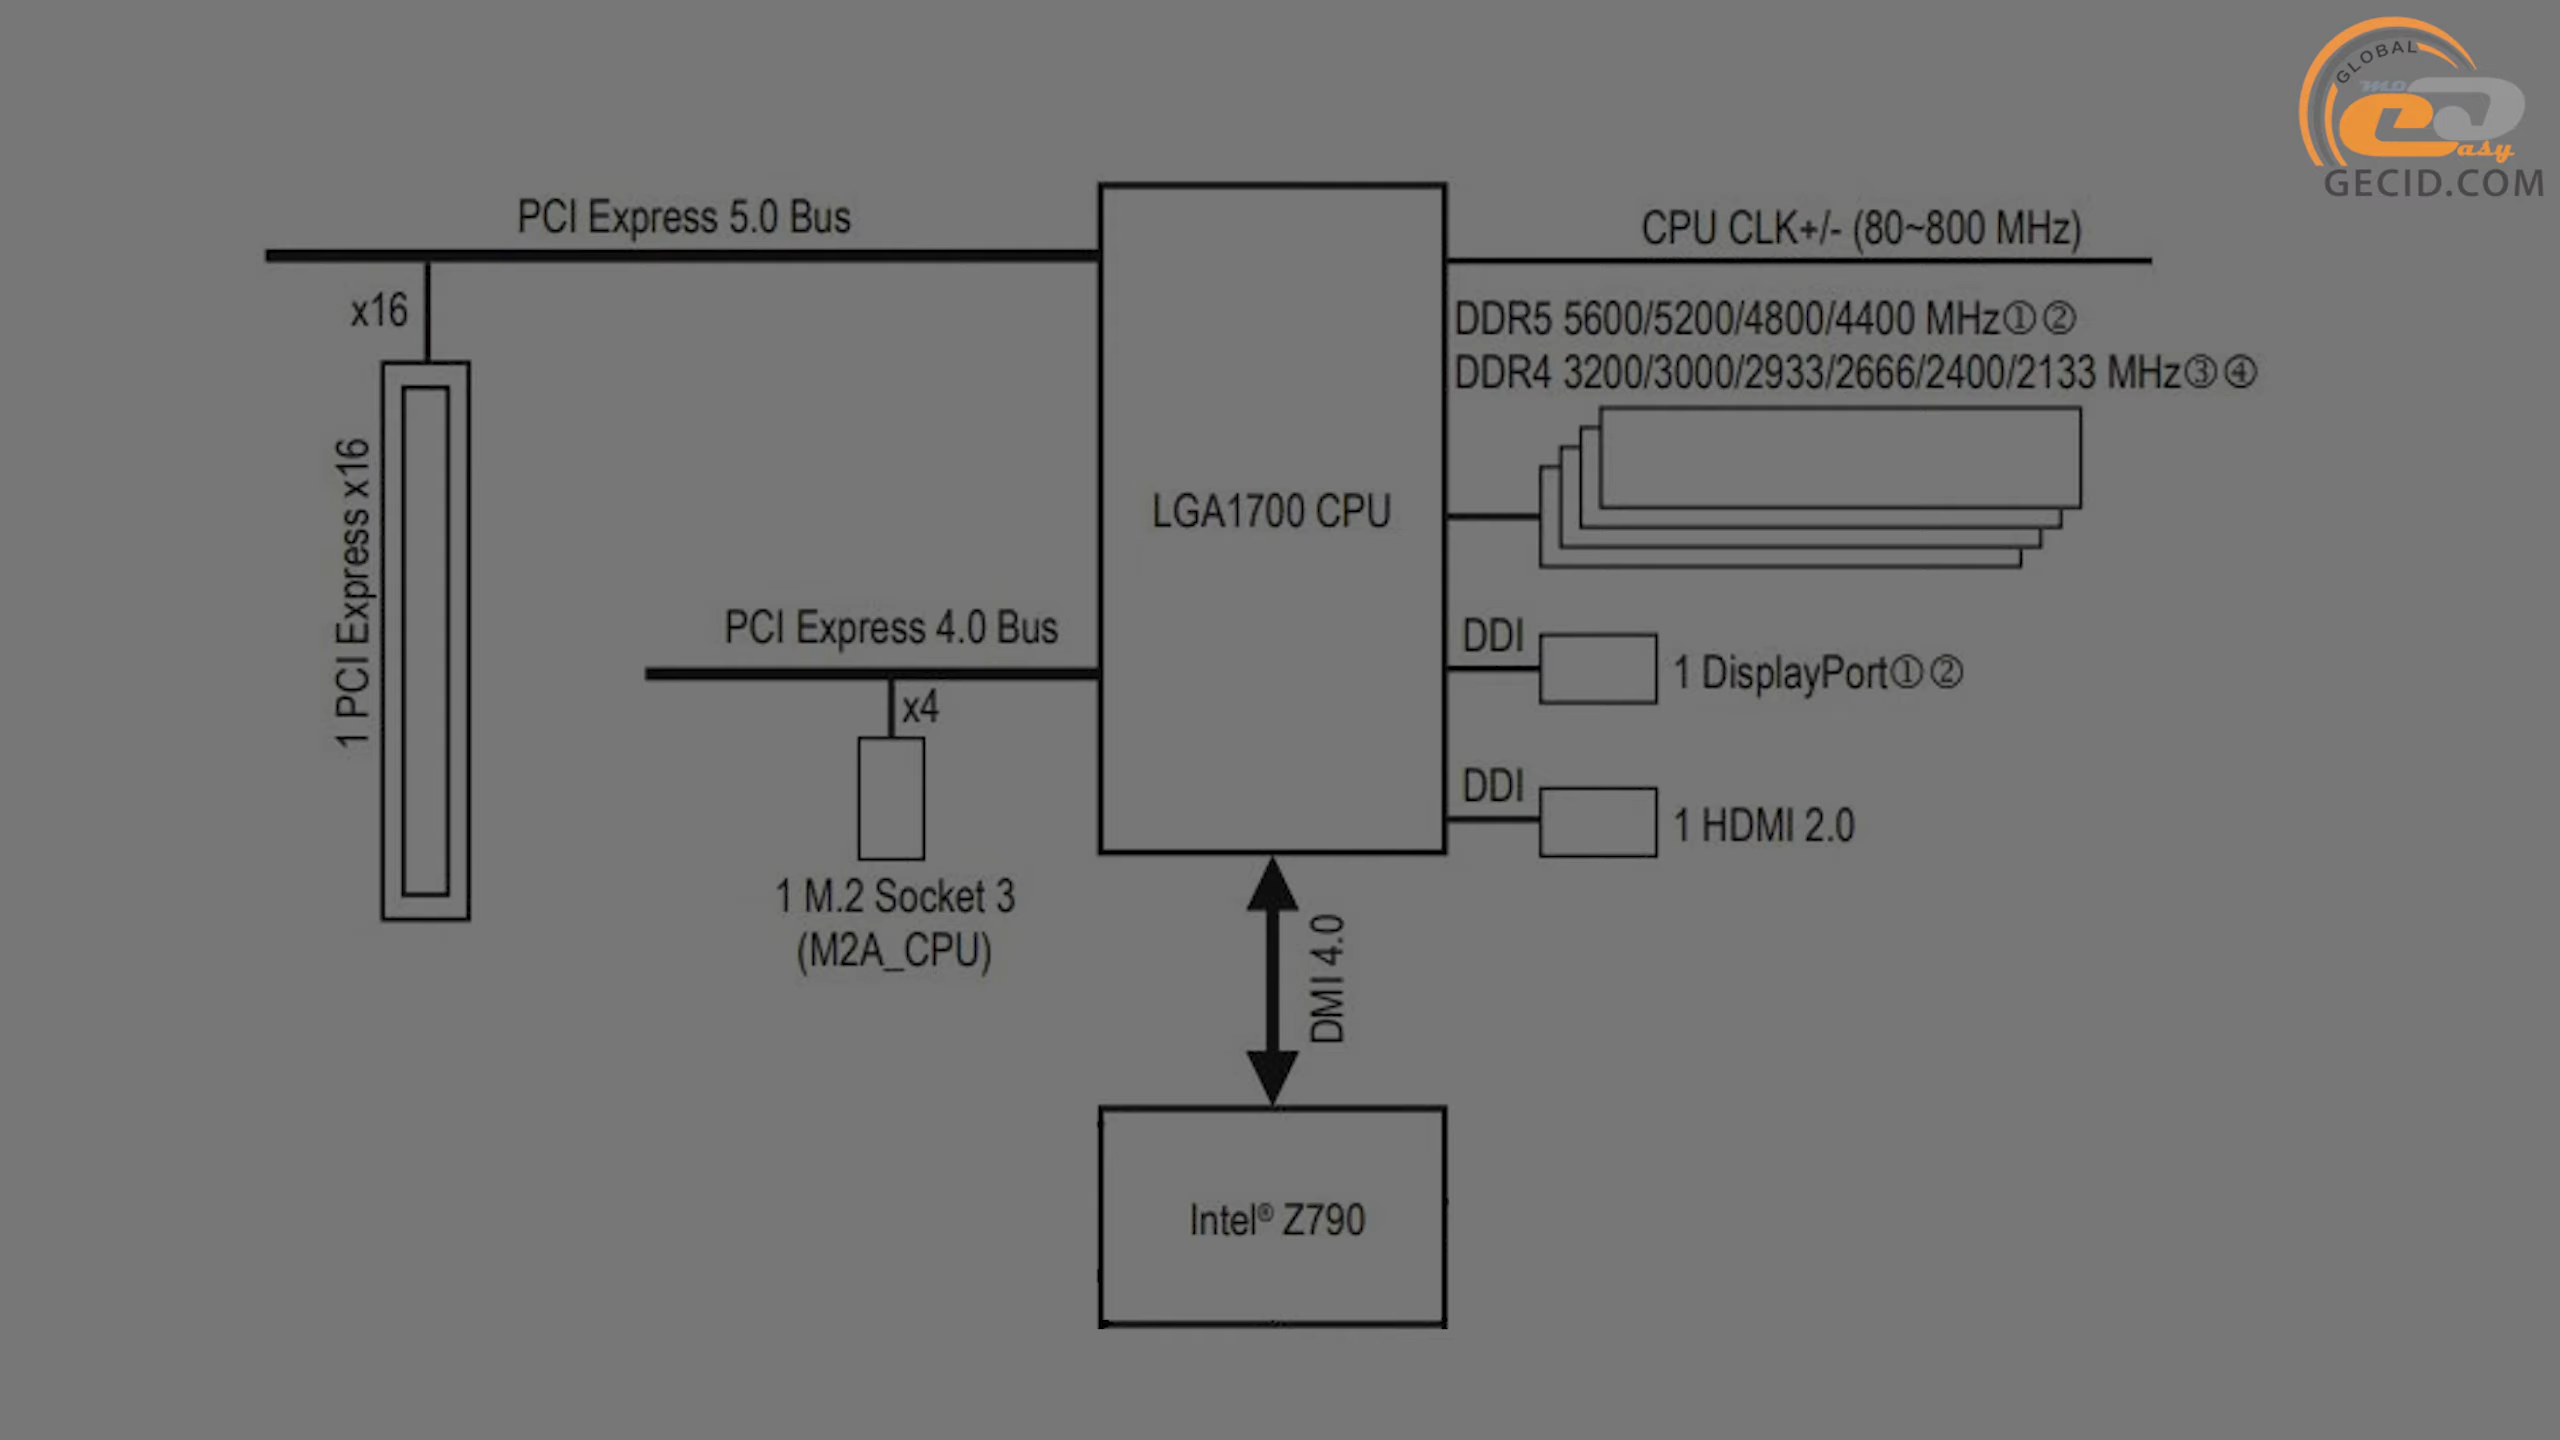 GLOBAL
mo
easy
GECID.COM
PCI Express 5.0 Bus
CPU CLK+/- (80~800 MHz)
x16
DDR5 5600/5200/4800/4400 MHz①②
DDR4 3200/3000/2933/2666/2400/2133 MHz③④
1 PCI Express x16
LGA1700 CPU
PCI Express 4.0 Bus
x4
DDI
1 DisplayPort①②
DDI
1 HDMI 2.0
1 M.2 Socket 3
(M2A_CPU)
DMI 4.0
Intel® Z790